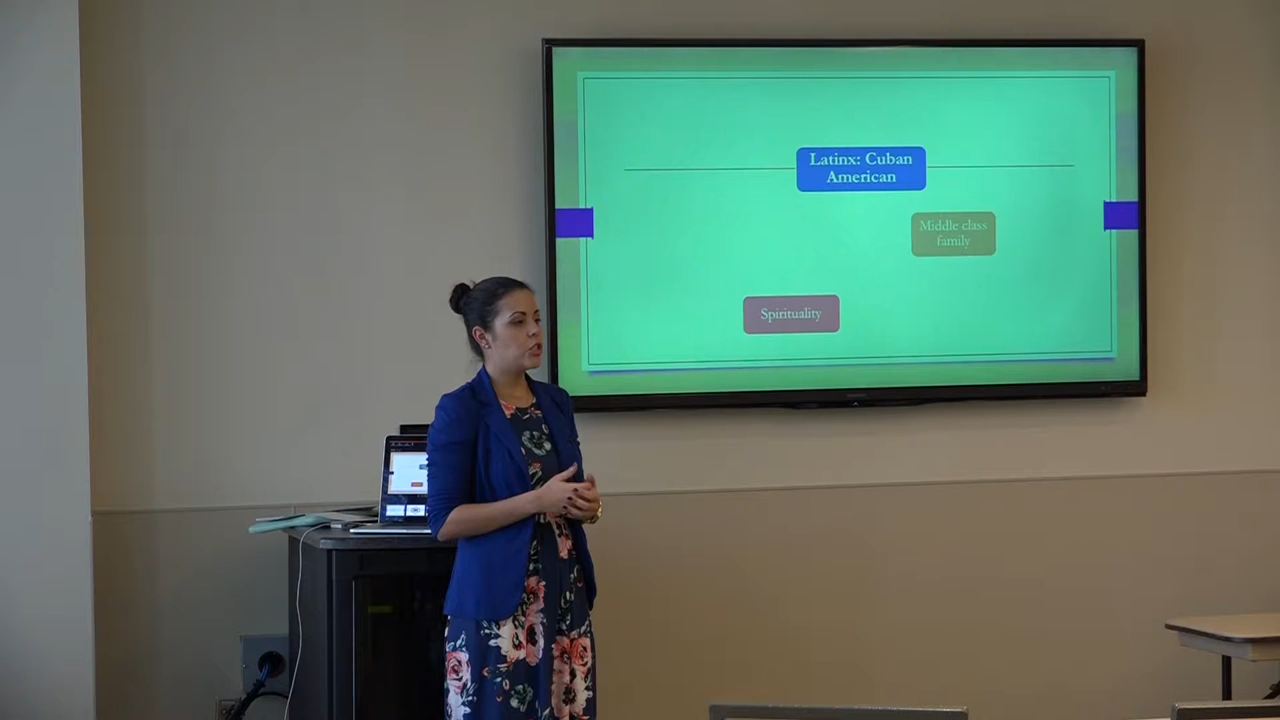 Latinx: Cuban
American
Middle class
family
Spirituality